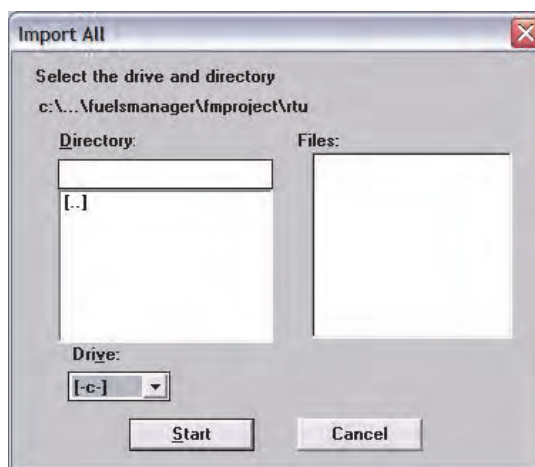 Import All
Select the drive and directory
c:\...\fuelsmanager\fmproject\rtu
Directory:
Files:
[..]
Drive:
[-c-]
Start
Cancel